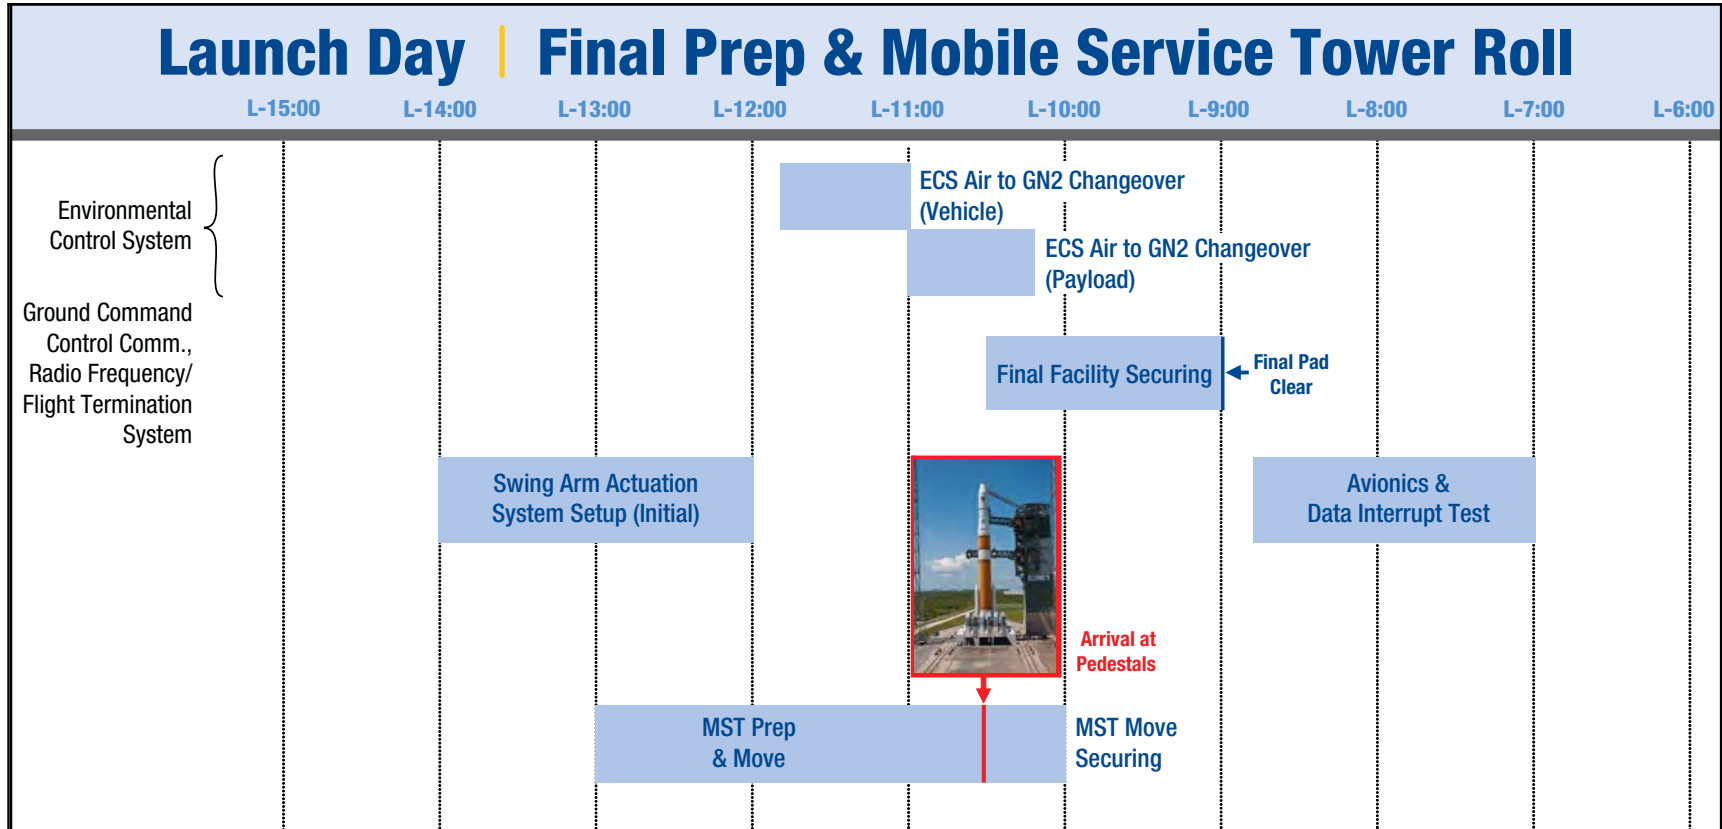 Launch Day | Final Prep & Mobile Service Tower Roll
L-15:00 L-14:00 L-13:00 L-12:00 L-11:00 L-10:00 L-9:00 L-8:00 L-7:00 L-6:00
Environmental
Control System
ECS Air to GN2 Changeover
(Vehicle)
ECS Air to GN2 Changeover
(Payload)
Ground Command
Control Comm.,
Radio Frequency/
Flight Termination
System
Final Facility Securing
Final Pad
Clear
Swing Arm Actuation
System Setup (Initial)
Avionics &
Data Interrupt Test
Arrival at
Pedestals
MST Prep
& Move
MST Move
Securing